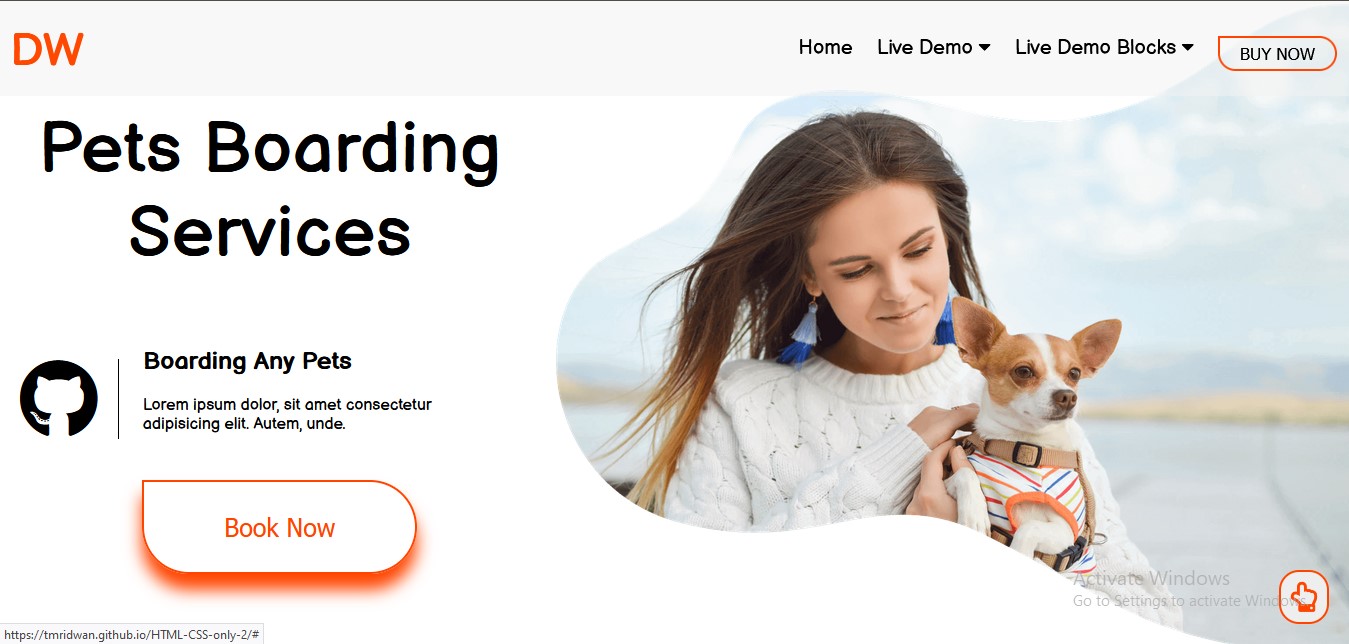 DW
Home
Live Demo
Live Demo Blocks
BUY NOW
Pets Boarding
Services
Boarding Any Pets
Lorem ipsum dolor, sit amet consectetur
adipisicing elit. Autem, unde.
Book Now
Activate Windows
Go to Settings to activate Windows.
https://tmridwan.github.io/HTML-CSS-only-2/#